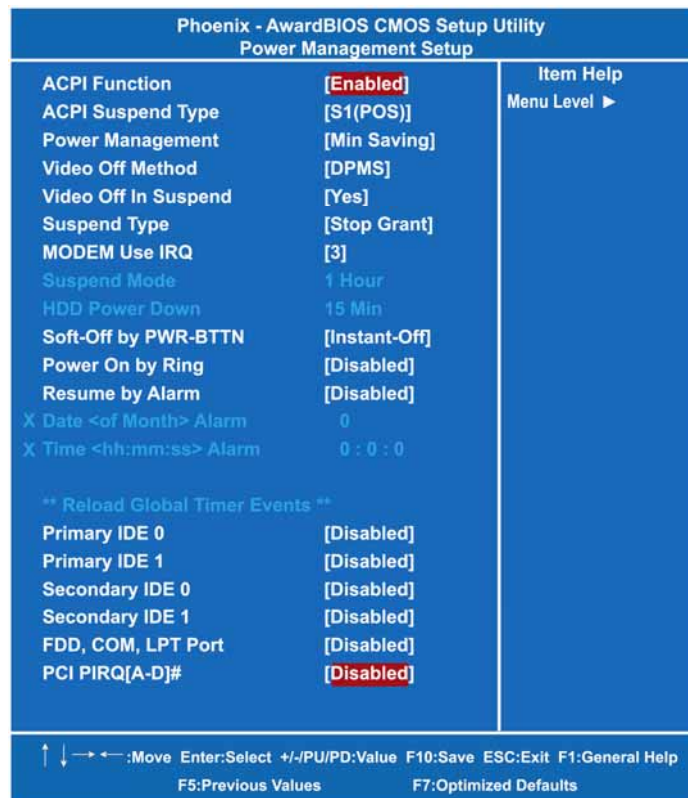 Phoenix - AwardBIOS CMOS Setup Utility
Power Management Setup
ACPI Function [Enabled]
ACPI Suspend Type [S1(POS)]
Power Management [Min Saving]
Video Off Method [DPMS]
Video Off In Suspend [Yes]
Suspend Type [Stop Grant]
MODEM Use IRQ [3]
Suspend Mode 1 Hour
HDD Power Down 15 Min
Soft-Off by PWR-BTTN [Instant-Off]
Power On by Ring [Disabled]
Resume by Alarm [Disabled]
X Date <of Month> Alarm 0
X Time <hh:mm:ss> Alarm 0 : 0 : 0
** Reload Global Timer Events **
Primary IDE 0 [Disabled]
Primary IDE 1 [Disabled]
Secondary IDE 0 [Disabled]
Secondary IDE 1 [Disabled]
FDD, COM, LPT Port [Disabled]
PCI PIRQ[A-D]# [Disabled]
Item Help
Menu Level ►
↑ ↓ → ← :Move Enter:Select +/-/PU/PD:Value F10:Save ESC:Exit F1:General Help
F5:Previous Values F7:Optimized Defaults